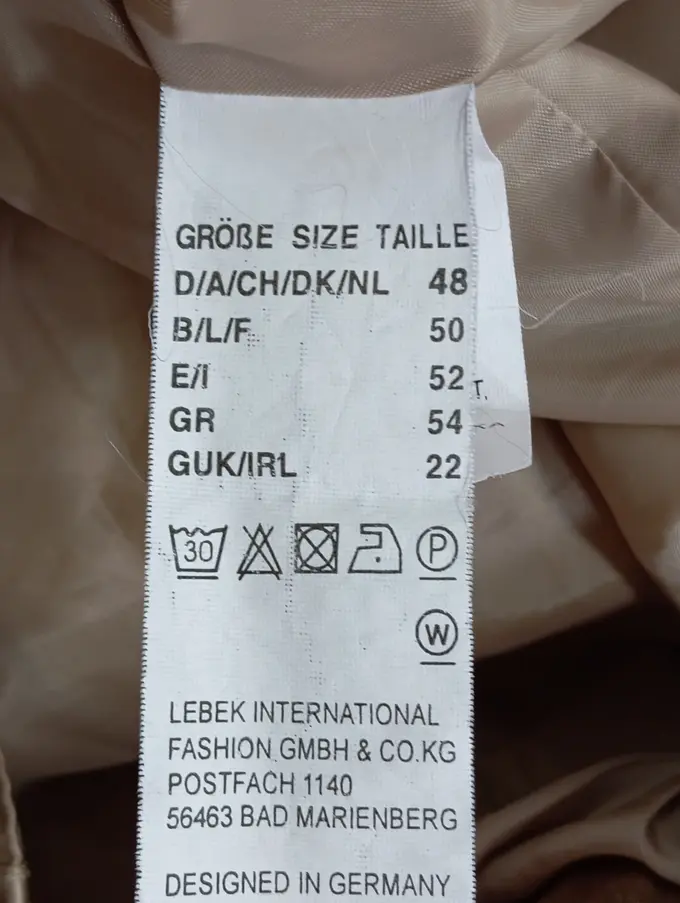 GRÖßE SIZE TAILLE
D/A/CH/DK/NL 48
B/L/F 50
E/I 52
GR 54
GUK/IRL 22
T.
30
P
W
LEBEK INTERNATIONAL
FASHION GMBH & CO.KG
POSTFACH 1140
56463 BAD MARIENBERG
DESIGNED IN GERMANY